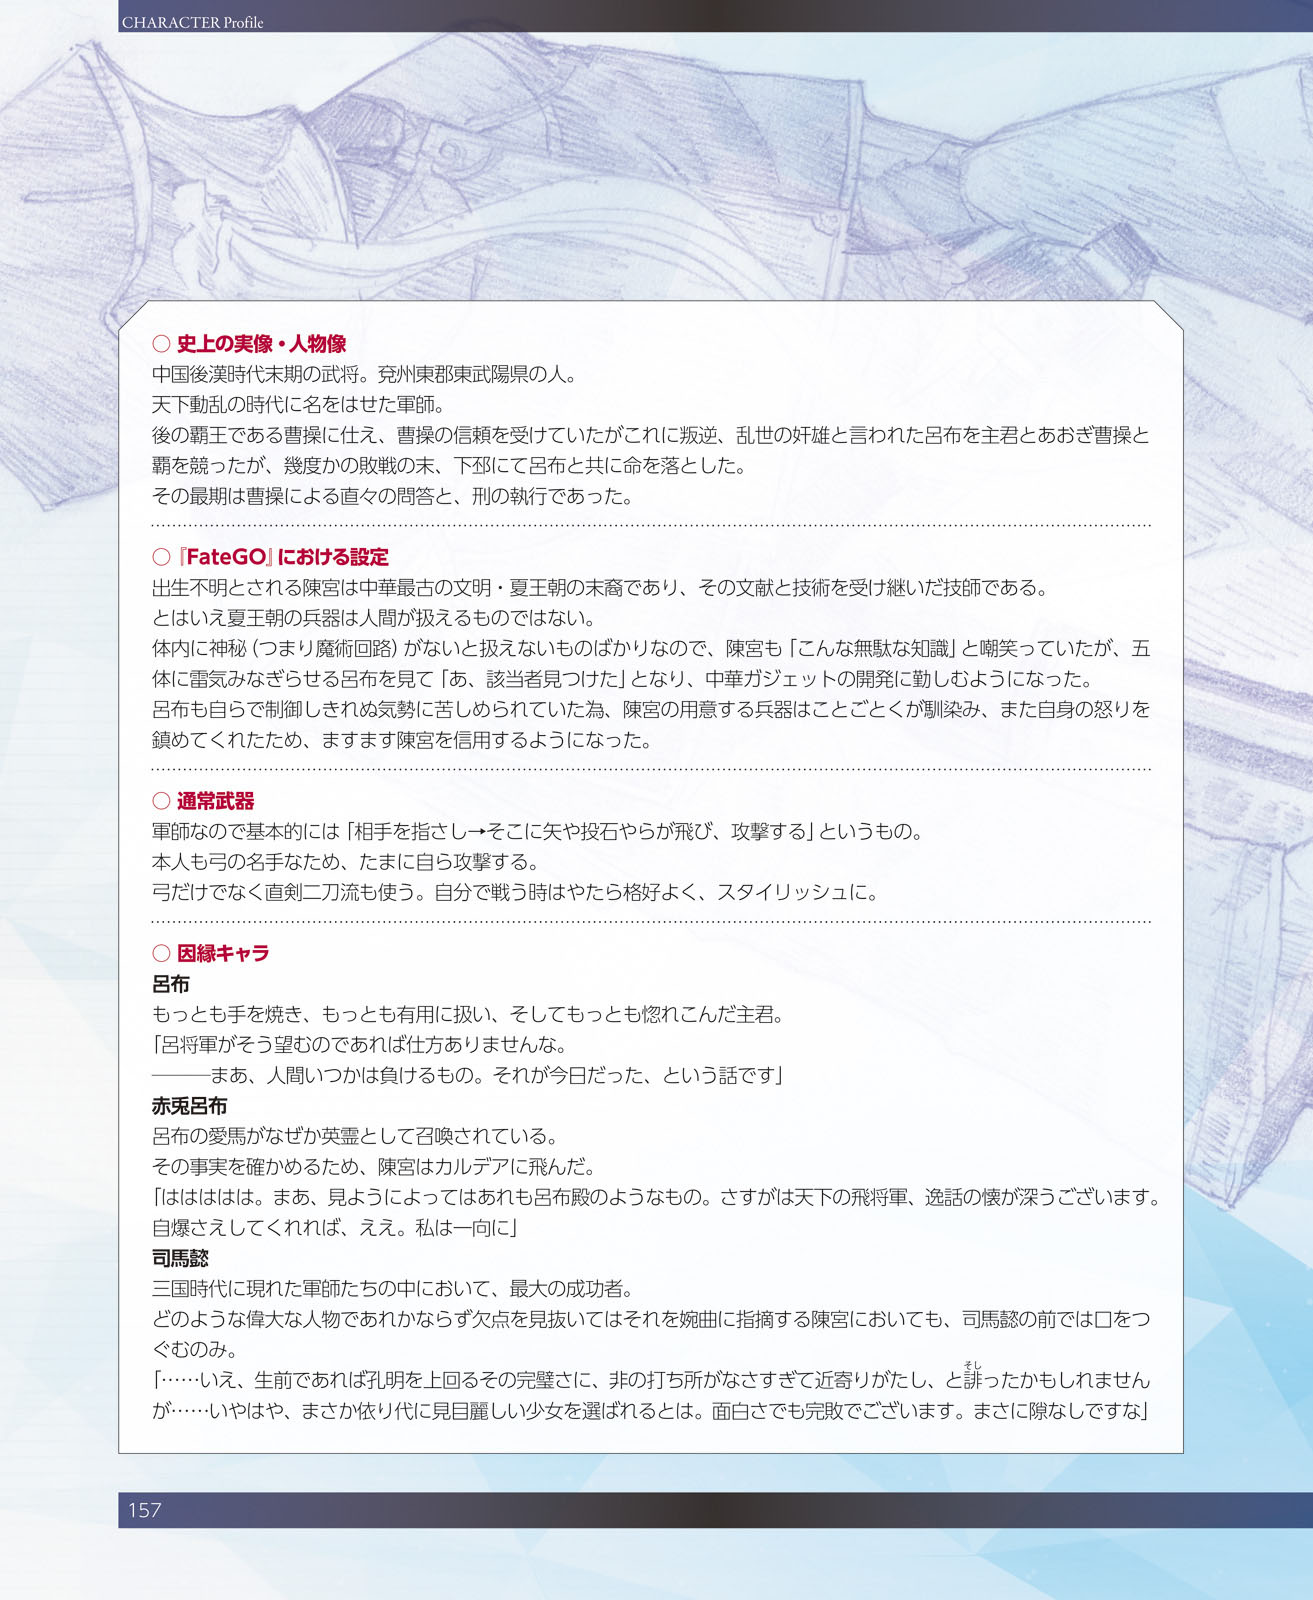 CHARACTER Profile
○ 史上の実像・人物像
中国後漢時代末期の武将。兗州東郡東武陽県の人。
天下動乱の時代に名をはせた軍師。
後の覇王である曹操に仕え、曹操の信頼を受けていたがこれに叛逆、乱世の奸雄と言われた呂布を主君とあおぎ曹操と
覇を競ったが、幾度かの敗戦の末、下邳にて呂布と共に命を落とした。
その最期は曹操による直々の問答と、刑の執行であった。
○『FateGO』における設定
出生不明とされる陳宮は中華最古の文明・夏王朝の末裔であり、その文献と技術を受け継いだ技師である。
とはいえ夏王朝の兵器は人間が扱えるものではない。
体内に神秘（つまり魔術回路）がないと扱えないものばかりなので、陳宮も「こんな無駄な知識」と嘲笑っていたが、五
体に雷気みなぎらせる呂布を見て「あ、該当者見つけた」となり、中華ガジェットの開発に勤しむようになった。
呂布も自らで制御しきれぬ気勢に苦しめられていた為、陳宮の用意する兵器はことごとくが馴染み、また自身の怒りを
鎮めてくれたため、ますます陳宮を信用するようになった。
○ 通常武器
軍師なので基本的には「相手を指さし→そこに矢や投石やらが飛び、攻撃する」というもの。
本人も弓の名手なため、たまに自ら攻撃する。
弓だけでなく直剣二刀流も使う。自分で戦う時はやたら格好よく、スタイリッシュに。
○ 因縁キャラ
呂布
もっとも手を焼き、もっとも有用に扱い、そしてもっとも惚れこんだ主君。
「呂将軍がそう望むのであれば仕方ありませんな。
―――まあ、人間いつかは負けるもの。それが今日だった、という話です」
赤兎呂布
呂布の愛馬がなぜか英霊として召喚されている。
その事実を確かめるため、陳宮はカルデアに飛んだ。
「ははははは。まあ、見ようによってはあれも呂布殿のようなもの。さすがは天下の飛将軍、逸話の懐が深うございます。
自爆さえしてくれれば、ええ。私は一向に」
司馬懿
三国時代に現れた軍師たちの中において、最大の成功者。
どのような偉大な人物であれかならず欠点を見抜いてはそれを婉曲に指摘する陳宮においても、司馬懿の前では口をつ
ぐむのみ。
そし
「……いえ、生前であれば孔明を上回るその完璧さに、非の打ち所がなさすぎて近寄りがたし、と誹ったかもしれません
が……いやはや、まさか依り代に見目麗しい少女を選ばれるとは。面白さでも完敗でございます。まさに隙なしですな」
157